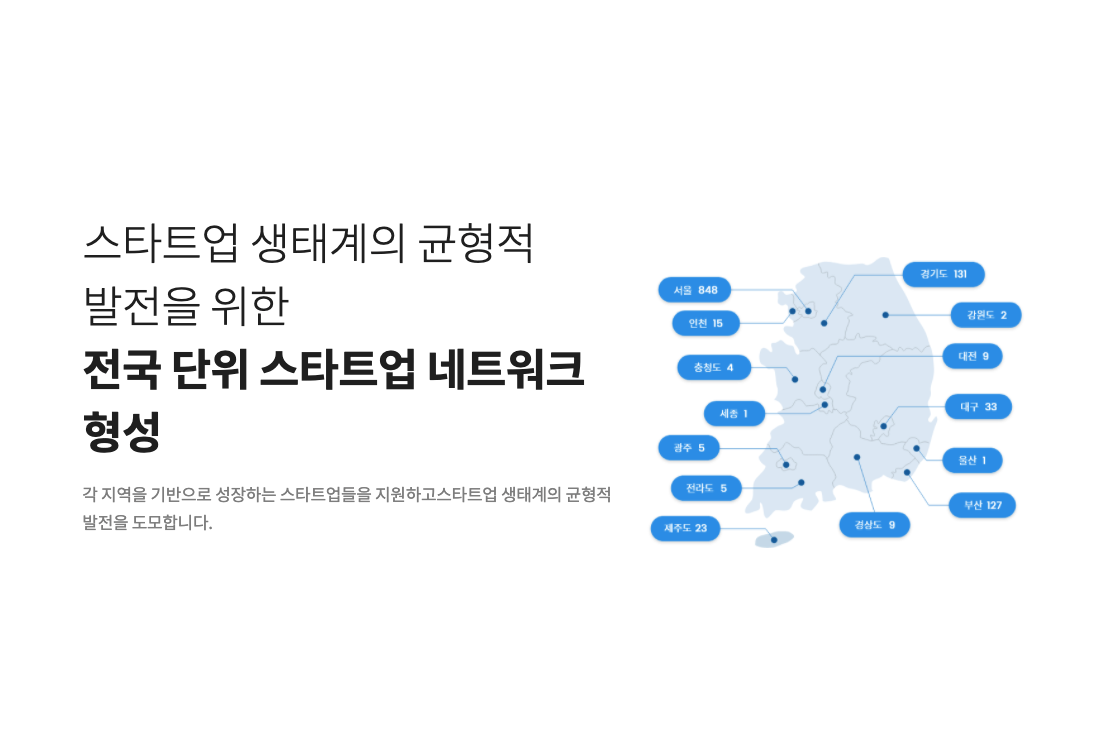 스타트업 생태계의 균형적
발전을 위한
전국 단위 스타트업 네트워크
형성
각 지역을 기반으로 성장하는 스타트업들을 지원하고스타트업 생태계의 균형적
발전을 도모합니다.
경기도 131
서울 848
강원도 2
인천 15
대전 9
충청도 4
대구 33
세종 1
광주 5
울산 1
전라도 5
부산 127
경상도 9
제주도 23